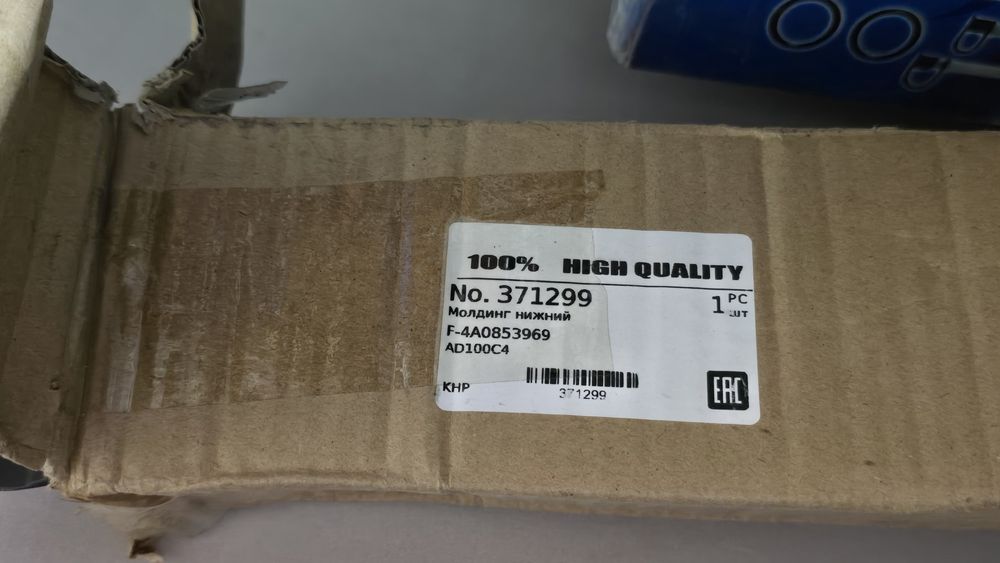 100% HIGH QUALITY
No. 371299
1 PC
ШТ
Молдинг нижний
F-4A0853969
AD100C4
КНР
371299
EAC